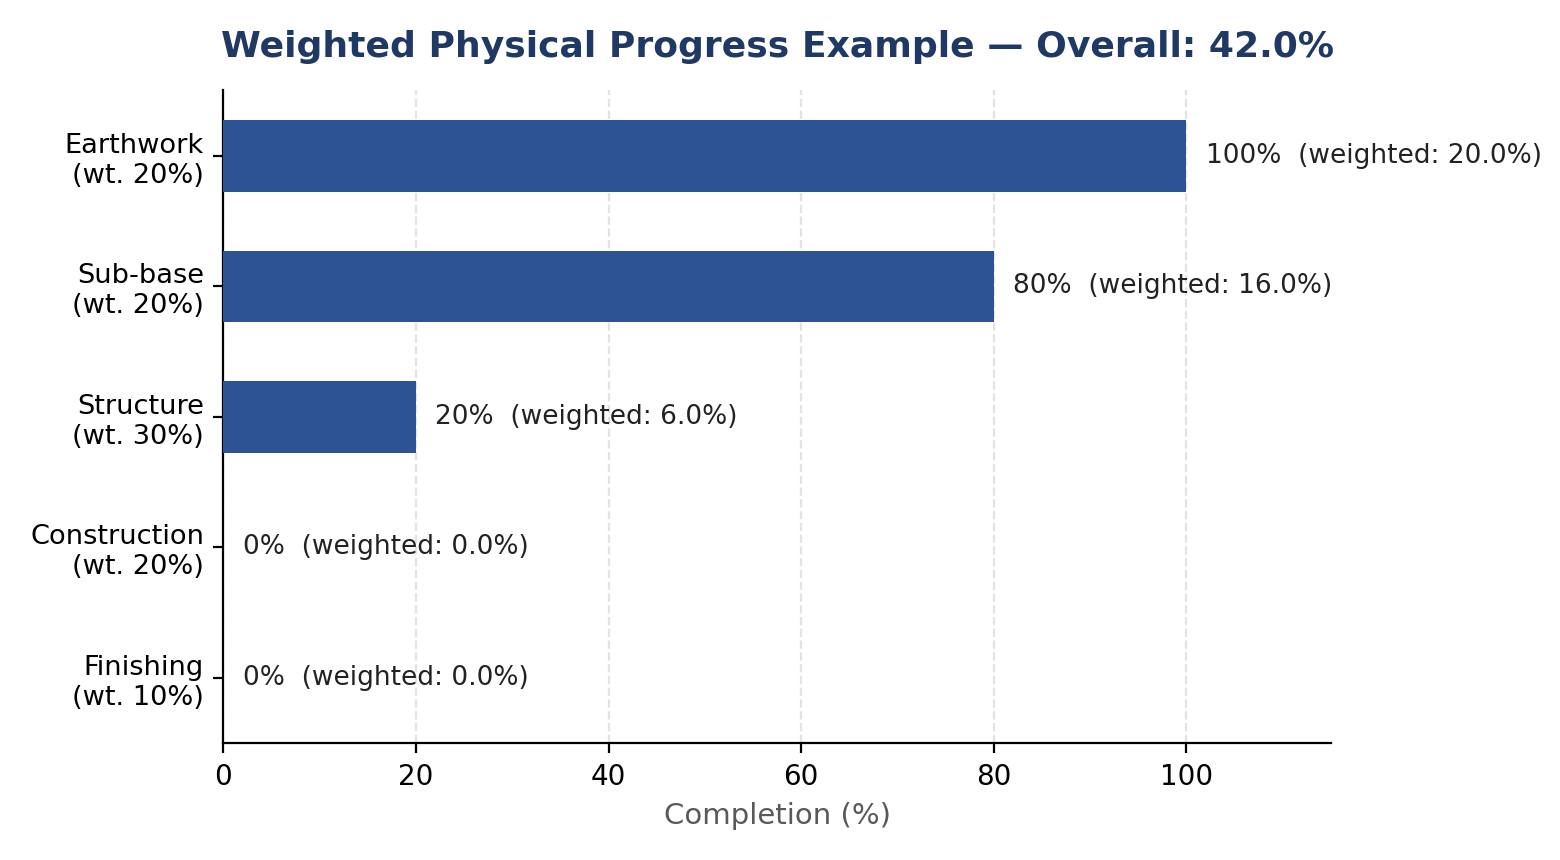 Weighted Physical Progress Example — Overall: 42.0%
Earthwork
(wt. 20%)
100%  (weighted: 20.0%)
Sub-base
(wt. 20%)
80%  (weighted: 16.0%)
Structure
(wt. 30%)
20%  (weighted: 6.0%)
Construction
(wt. 20%)
0%  (weighted: 0.0%)
Finishing
(wt. 10%)
0%  (weighted: 0.0%)
0 20 40 60 80 100
Completion (%)